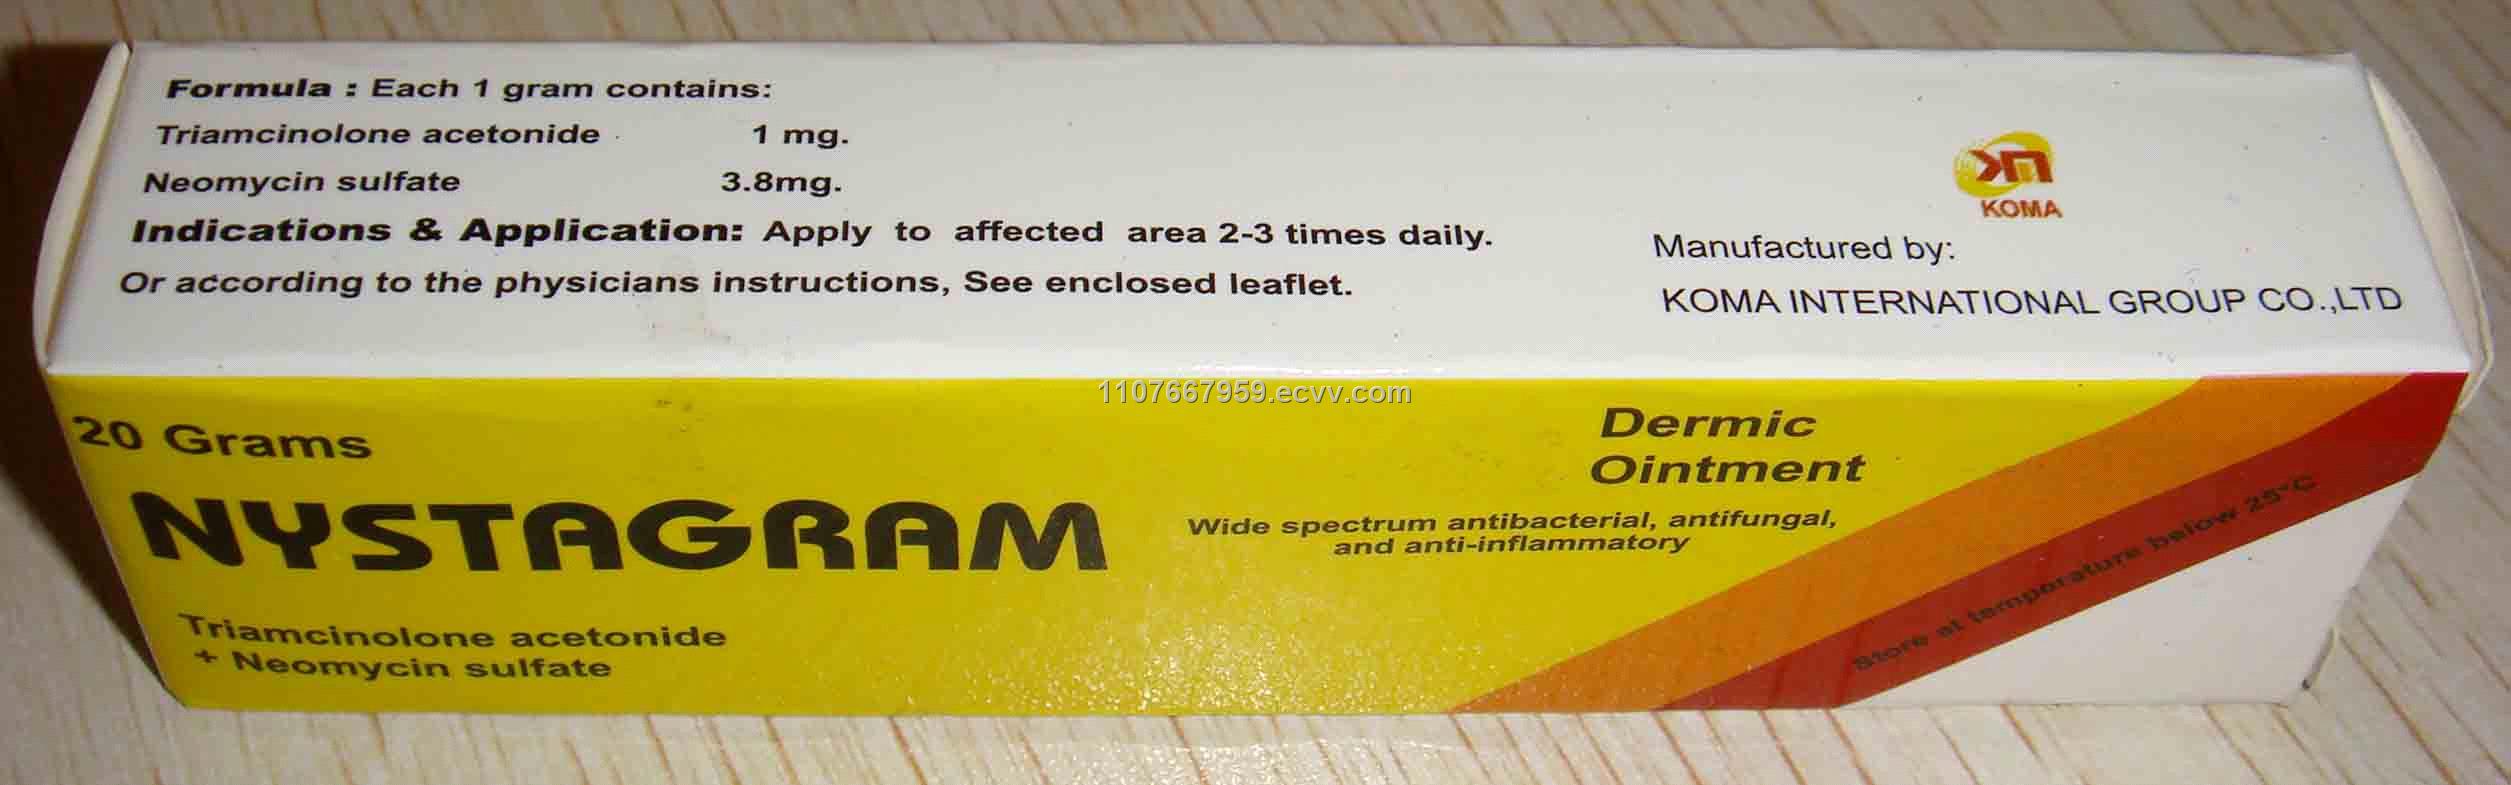 Formula : Each 1 gram contains:
Triamcinolone acetonide 1 mg.
Neomycin sulfate 3.8mg.
Indications & Application: Apply to affected area 2-3 times daily.
Or according to the physicians instructions, See enclosed leaflet.
KM
KOMA
Manufactured by:
KOMA INTERNATIONAL GROUP CO.,LTD
1107667959.ecvv.com
20 Grams
NYSTAGRAM
Triamcinolone acetonide
+ Neomycin sulfate
Dermic
Ointment
Wide spectrum antibacterial, antifungal,
and anti-inflammatory
Store at temporature below 25°C